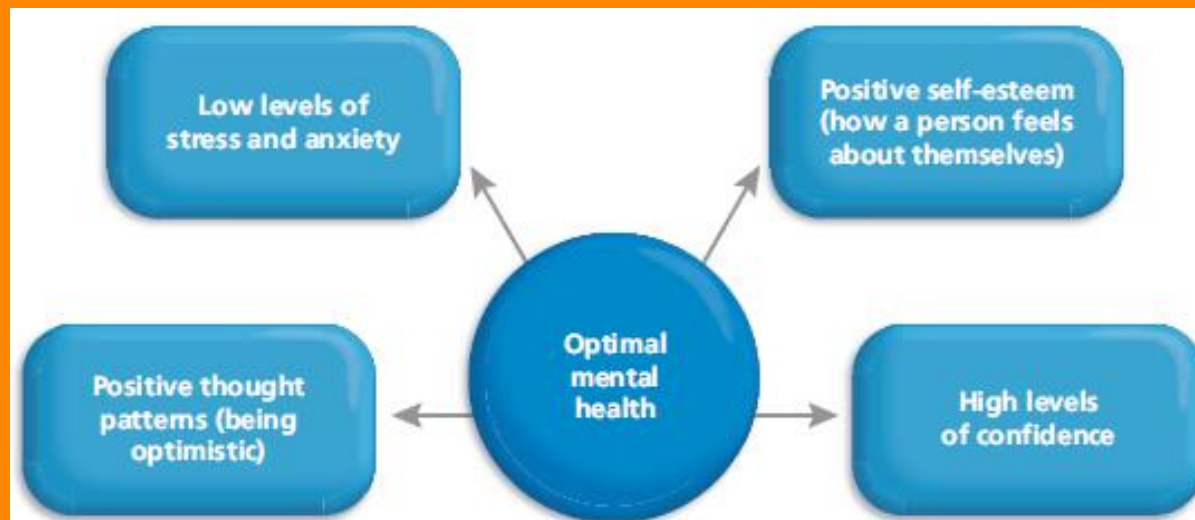 Low levels of
stress and anxiety
Positive self-esteem
(how a person feels
about themselves)
Optimal
mental
health
Positive thought
patterns (being
optimistic)
High levels
of confidence